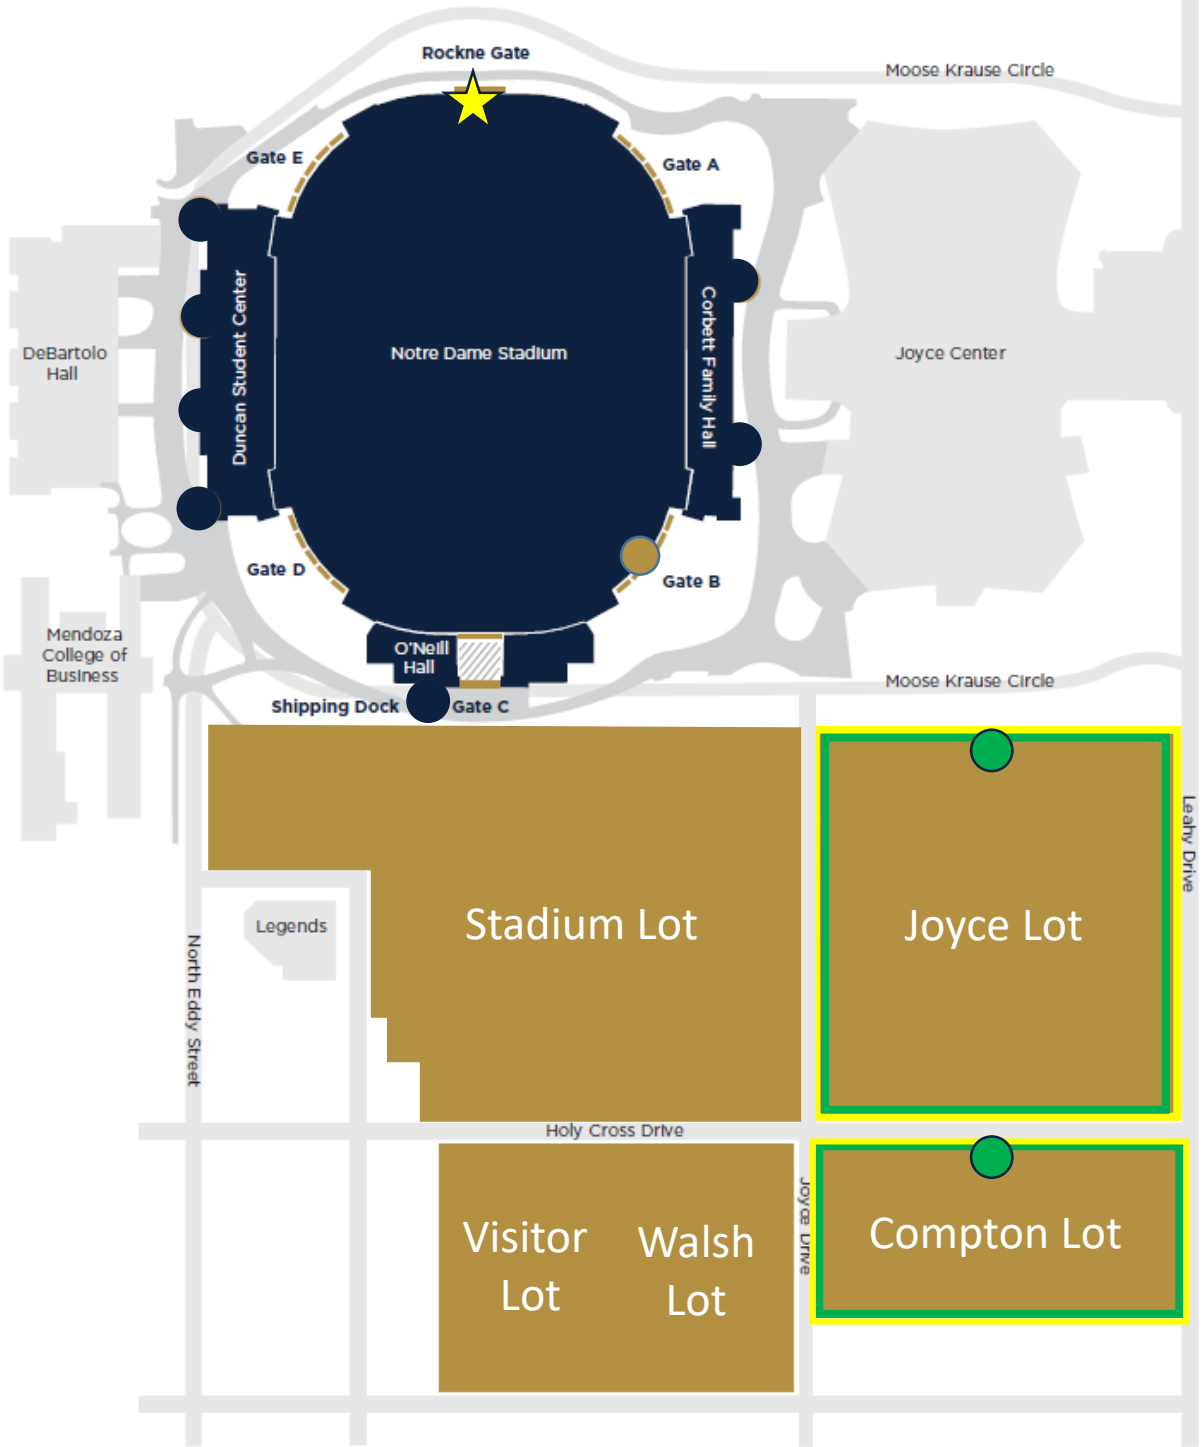 Rockne Gate
Moose Krause Circle
Gate E
Gate A
Duncan Student Center
Corbett Family Hall
DeBartolo
Hall
Notre Dame Stadium
Joyce Center
Gate D
Gate B
Mendoza
College of
Business
O'Neill
Hall
Moose Krause Circle
Shipping Dock
Gate C
Leahy Drive
Stadium Lot
Joyce Lot
Legends
North Eddy Street
Holy Cross Drive
Joyce Drive
Visitor
Lot
Walsh
Lot
Compton Lot